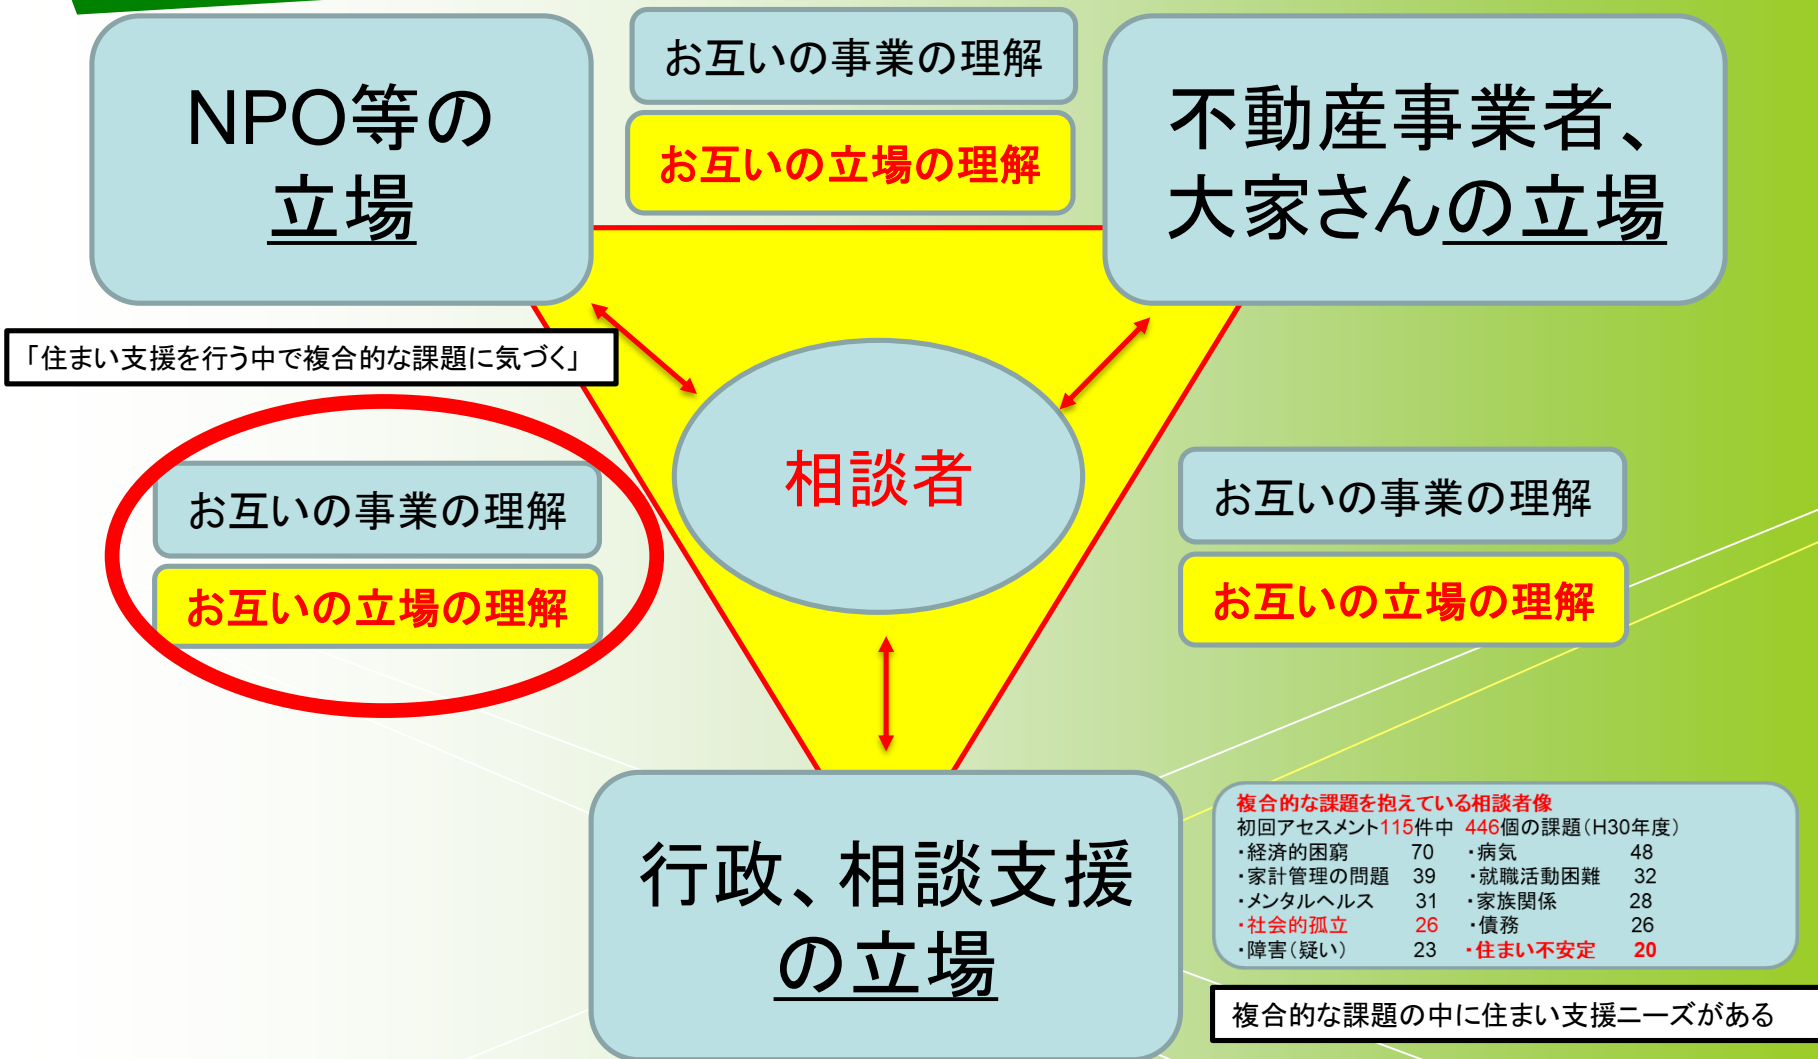 NPO等の
立場
お互いの事業の理解
お互いの立場の理解
不動産事業者、
大家さんの立場
「住まい支援を行う中で複合的な課題に気づく」
相談者
お互いの事業の理解
お互いの立場の理解
お互いの事業の理解
お互いの立場の理解
行政、相談支援
の立場
複合的な課題を抱えている相談者像
初回アセスメント115件中 446個の課題(H30年度)
・経済的困窮 70 ・病気 48
・家計管理の問題 39 ・就職活動困難 32
・メンタルヘルス 31 ・家族関係 28
・社会的孤立 26 ・債務 26
・障害(疑い) 23 ・住まい不安定 20
複合的な課題の中に住まい支援ニーズがある